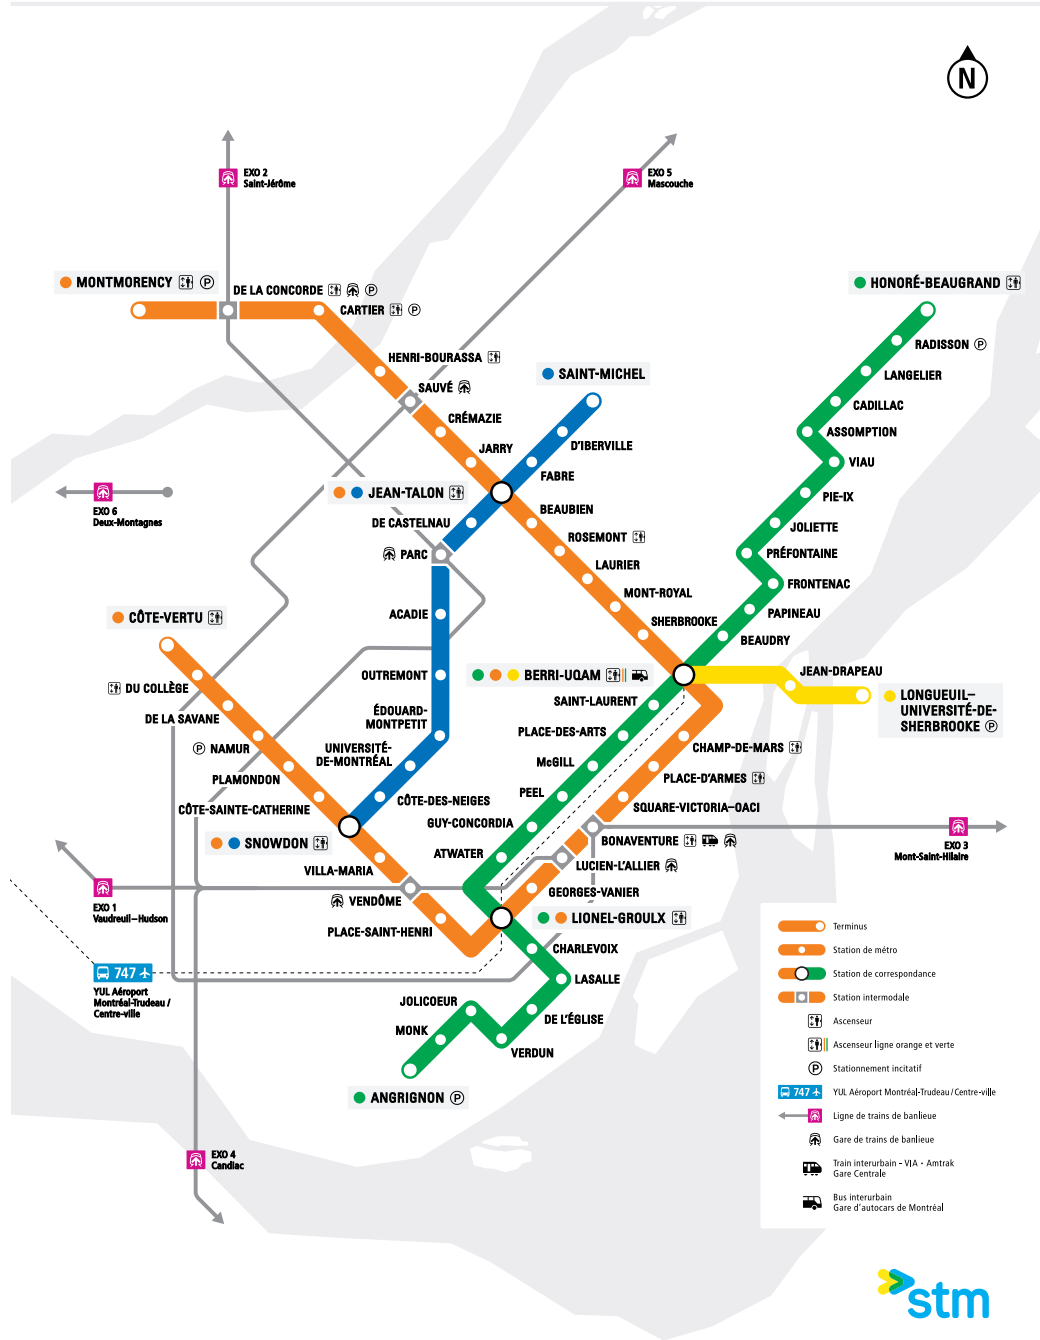 N
EXO 2
Saint-Jérôme
EXO 5
Mascouche
MONTMORENCY P
DE LA CONCORDE P
CARTIER P
HONORÉ-BEAUGRAND
RADISSON P
HENRI-BOURASSA
LANGELIER
SAUVÉ
SAINT-MICHEL
CADILLAC
CRÉMAZIE
ASSOMPTION
D'IBERVILLE
JARRY
VIAU
FABRE
JEAN-TALON
PIE-IX
EXO 6
Deux-Montagnes
BEAUBIEN
DE CASTELNAU
JOLIETTE
ROSEMONT
PARC
PRÉFONTAINE
LAURIER
FRONTENAC
MONT-ROYAL
ACADIE
PAPINEAU
CÔTE-VERTU
SHERBROOKE
BEAUDRY
OUTREMONT
BERRI-UQAM
JEAN-DRAPEAU
DU COLLÈGE
LONGUEUIL–
UNIVERSITÉ-DE-
SHERBROOKE P
SAINT-LAURENT
DE LA SAVANE
ÉDOUARD-
MONTPETIT
PLACE-DES-ARTS
P NAMUR
CHAMP-DE-MARS
UNIVERSITÉ-
DE-MONTRÉAL
McGILL
PLAMONDON
PLACE-D'ARMES
PEEL
CÔTE-DES-NEIGES
CÔTE-SAINTE-CATHERINE
SQUARE-VICTORIA–OACI
GUY-CONCORDIA
SNOWDON
BONAVENTURE
EXO 3
Mont-Saint-Hilaire
ATWATER
LUCIEN-L'ALLIER
VILLA-MARIA
GEORGES-VANIER
VENDÔME
EXO 1
Vaudreuil–Hudson
LIONEL-GROULX
PLACE-SAINT-HENRI
CHARLEVOIX
747
YUL Aéroport
Montréal-Trudeau /
Centre-ville
LASALLE
JOLICOEUR
DE L'ÉGLISE
MONK
VERDUN
ANGRIGNON P
EXO 4
Candiac
Terminus
Station de métro
Station de correspondance
Station intermodale
Ascenseur
Ascenseur ligne orange et verte
P Stationnement incitatif
747 YUL Aéroport Montréal-Trudeau / Centre-ville
Ligne de trains de banlieue
Gare de trains de banlieue
Train interurbain - VIA - Amtrak
Gare Centrale
Bus interurbain
Gare d'autocars de Montréal
stm